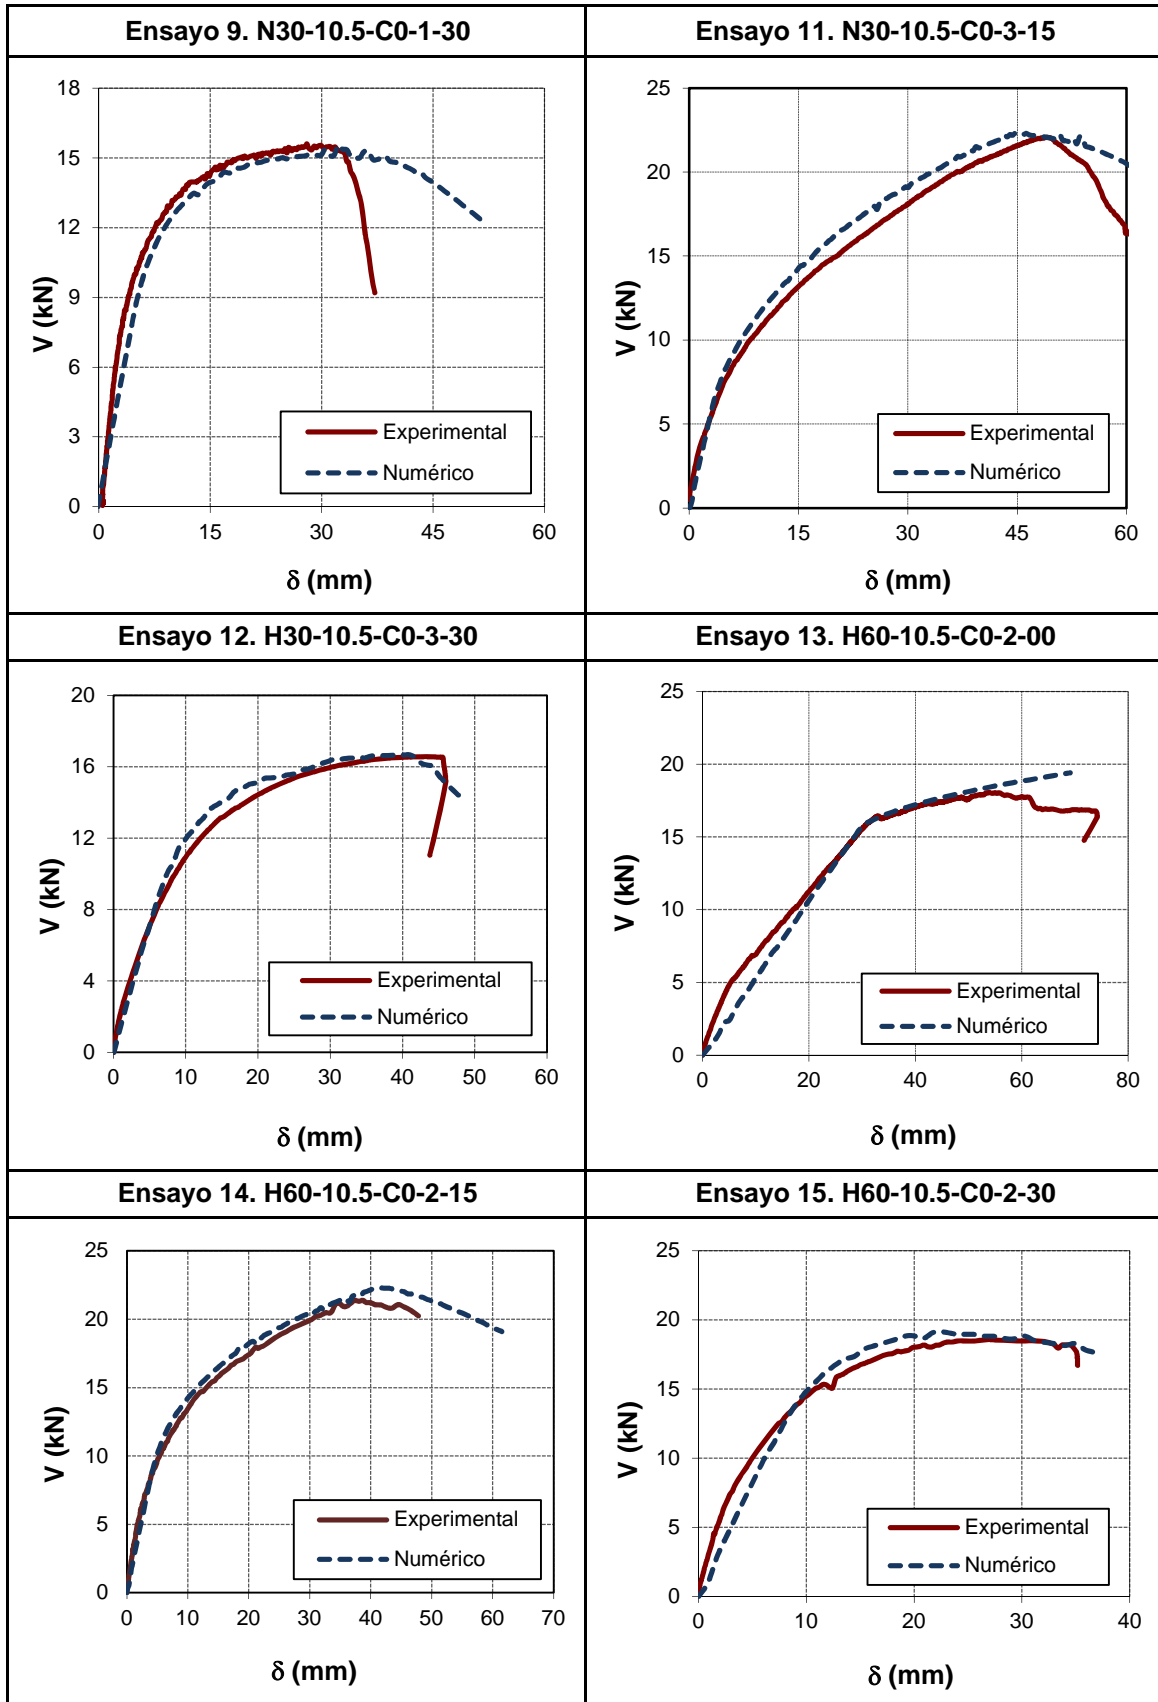 Ensayo 9. N30-10.5-C0-1-30
Ensayo 11. N30-10.5-C0-3-15
18
15
12
9
6
3
0
V (kN)
0 15 30 45 60
δ (mm)
Experimental
Numérico
25
20
15
10
5
0
V (kN)
0 15 30 45 60
δ (mm)
Experimental
Numérico
Ensayo 12. H30-10.5-C0-3-30
Ensayo 13. H60-10.5-C0-2-00
20
16
12
8
4
0
V (kN)
0 10 20 30 40 50 60
δ (mm)
Experimental
Numérico
25
20
15
10
5
0
V (kN)
0 20 40 60 80
δ (mm)
Experimental
Numérico
Ensayo 14. H60-10.5-C0-2-15
Ensayo 15. H60-10.5-C0-2-30
25
20
15
10
5
0
V (kN)
0 10 20 30 40 50 60 70
δ (mm)
Experimental
Numérico
25
20
15
10
5
0
V (kN)
0 10 20 30 40
δ (mm)
Experimental
Numérico